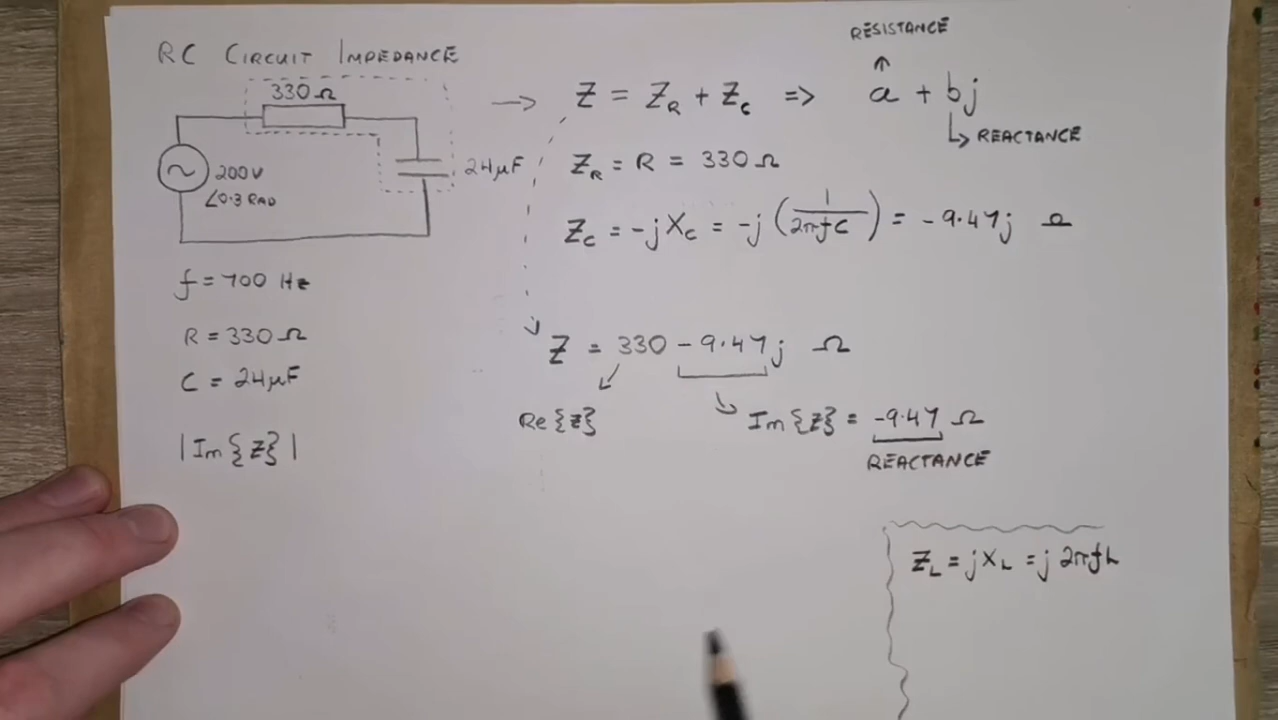 RC CIRCUIT IMPEDANCE
330 Ω
24μF
200V
∠0.3 RAD
f = 700 Hz
R = 330 Ω
C = 24μF
|Im{Z}|
RESISTANCE
Z = Z_R + Z_C ⇒ a + bj
REACTANCE
Z_R = R = 330 Ω
Z_C = -jX_C = -j (1/2πfC) = -9.47j Ω
Z = 330 - 9.47j Ω
Re{Z}
Im{Z} = -9.47 Ω
REACTANCE
Z_L = jX_L = j 2πfL